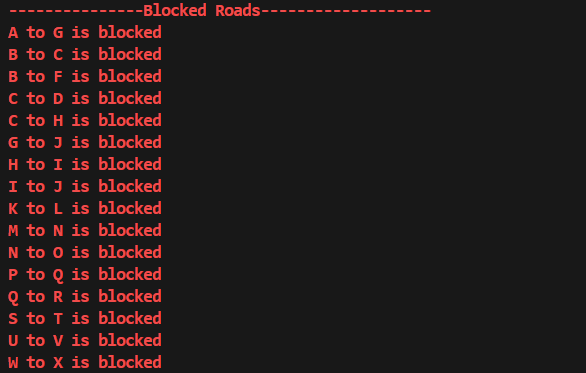 ---------------Blocked Roads-------------------
A to G is blocked
B to C is blocked
B to F is blocked
C to D is blocked
C to H is blocked
G to J is blocked
H to I is blocked
I to J is blocked
K to L is blocked
M to N is blocked
N to O is blocked
P to Q is blocked
Q to R is blocked
S to T is blocked
U to V is blocked
W to X is blocked